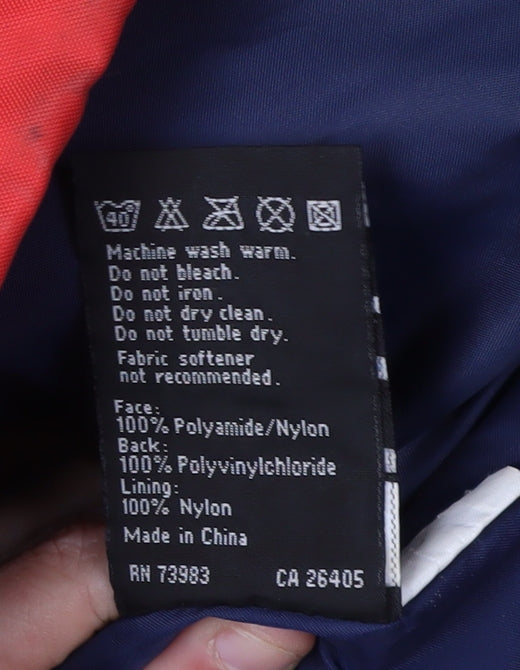 40
Machine wash warm.
Do not bleach.
Do not iron.
Do not dry clean.
Do not tumble dry.
Fabric softener
not recommended.
Face:
100% Polyamide/Nylon
Back:
100% Polyvinylchloride
Lining:
100% Nylon
Made in China
RN 73983 CA 26405